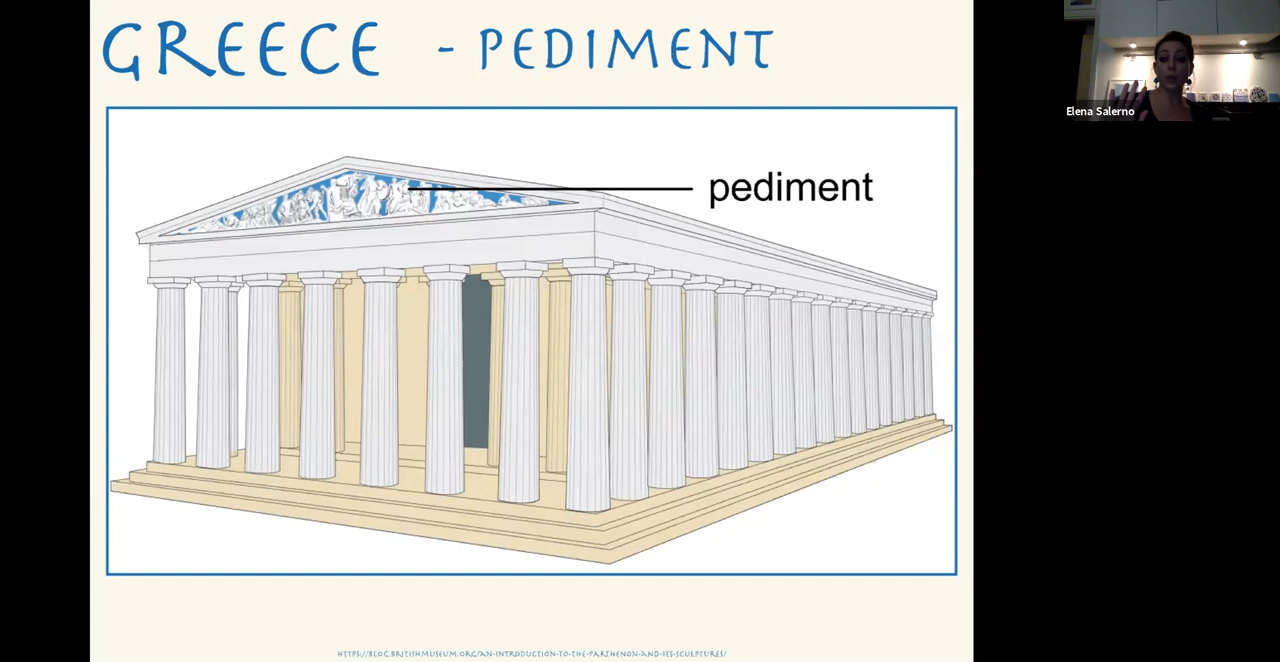 GREECE - PEDIMENT
pediment
Elena Salerno
HTTPS://BLOG.BRITISHMUSEUM.ORG/AN-INTRODUCTION-TO-THE-PARTHENON-AND-ITS-SCULPTURES/